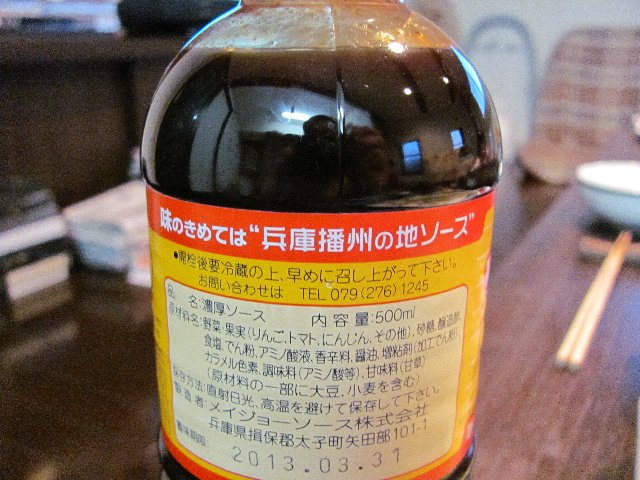 味のきめては"兵庫播州の地ソース"
●開栓後要冷蔵の上、早めに召し上がって下さい。
お問い合わせは TEL 079(276)1245
品名:濃厚ソース 内容量:500ml
原材料名:野菜・果実(りんご、トマト、にんじん、その他)、砂糖、醸造酢、
食塩、でん粉、アミノ酸液、香辛料、醤油、増粘剤(加工でん粉)、
カラメル色素、調味料(アミノ酸等)、甘味料(甘草)
(原材料の一部に大豆、小麦を含む)
保存方法:直射日光、高温を避けて保存して下さい。
製造者:メイジョーソース株式会社
兵庫県揖保郡太子町矢田部101-1
賞味期限:
2013.03.31